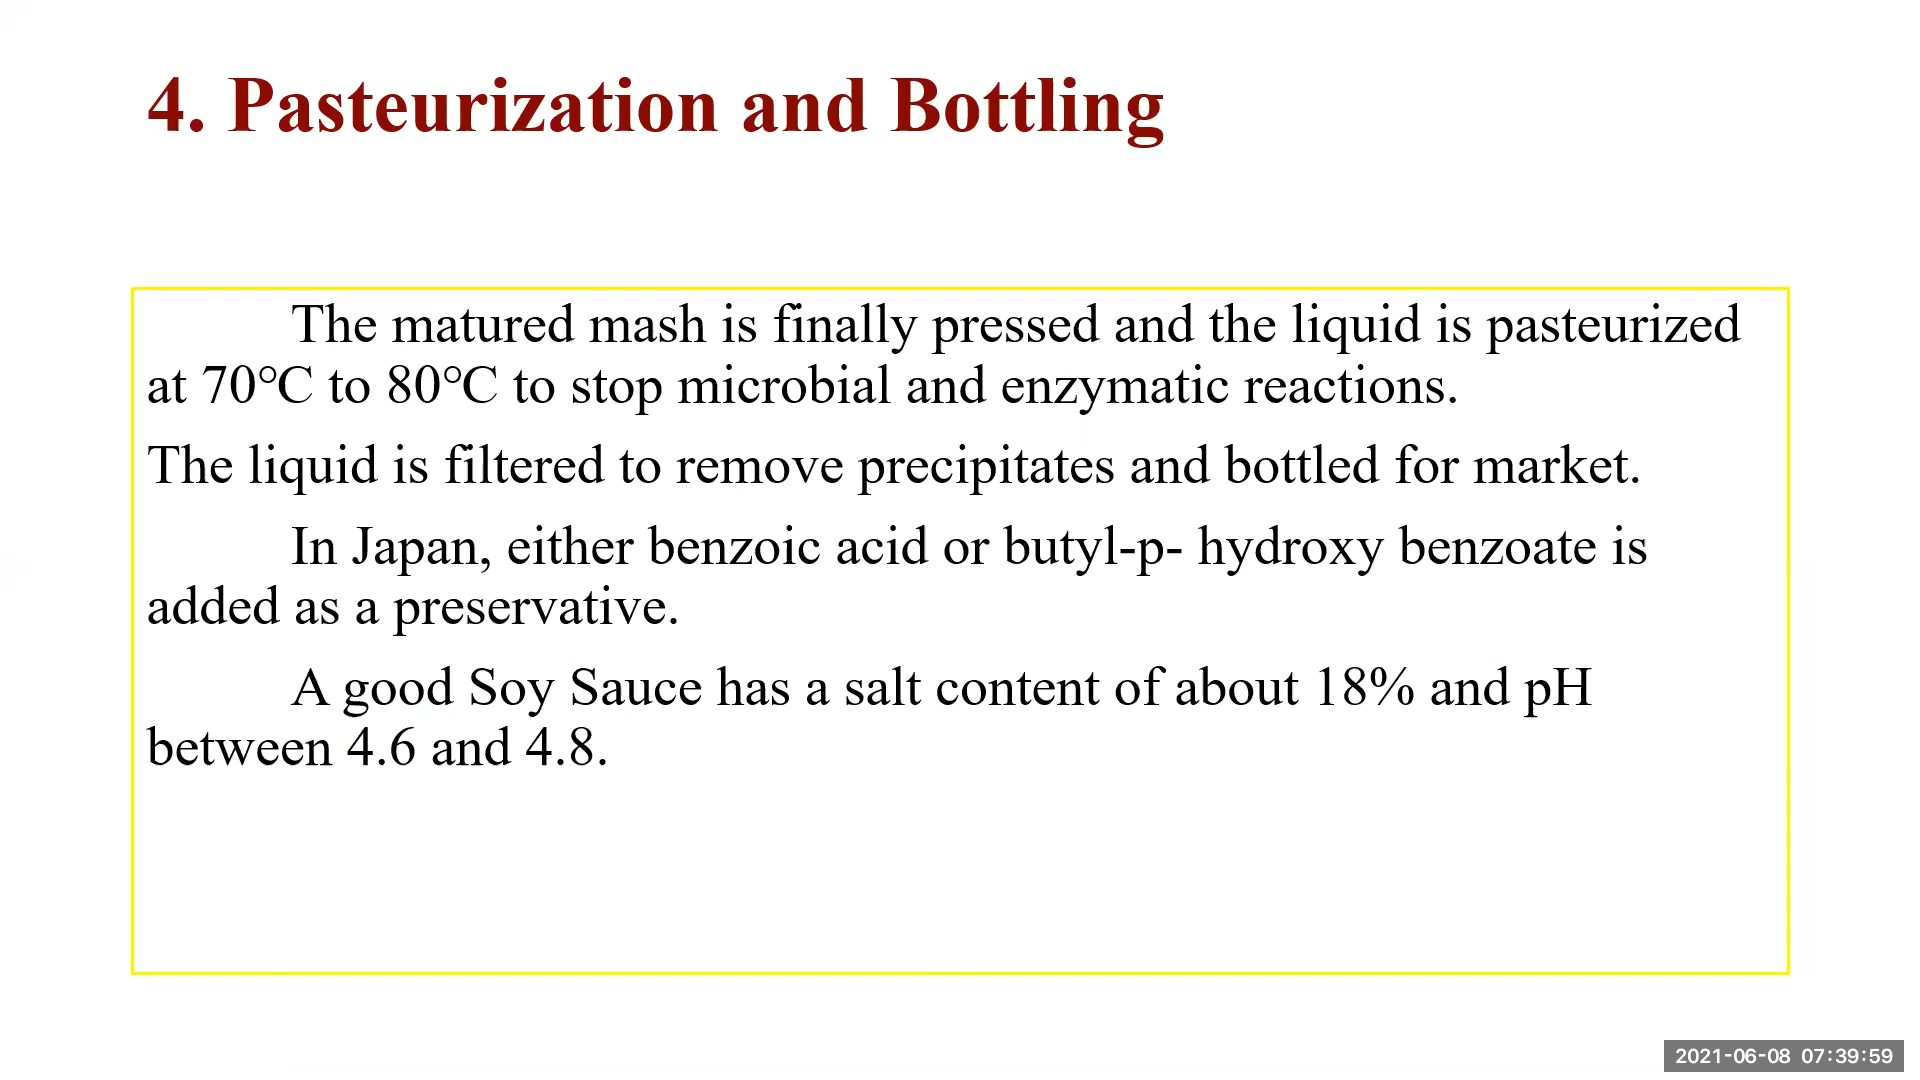 4. Pasteurization and Bottling
The matured mash is finally pressed and the liquid is pasteurized
at 70°C to 80°C to stop microbial and enzymatic reactions.
The liquid is filtered to remove precipitates and bottled for market.
In Japan, either benzoic acid or butyl-p- hydroxy benzoate is
added as a preservative.
A good Soy Sauce has a salt content of about 18% and pH
between 4.6 and 4.8.
2021-06-08 07:39:59